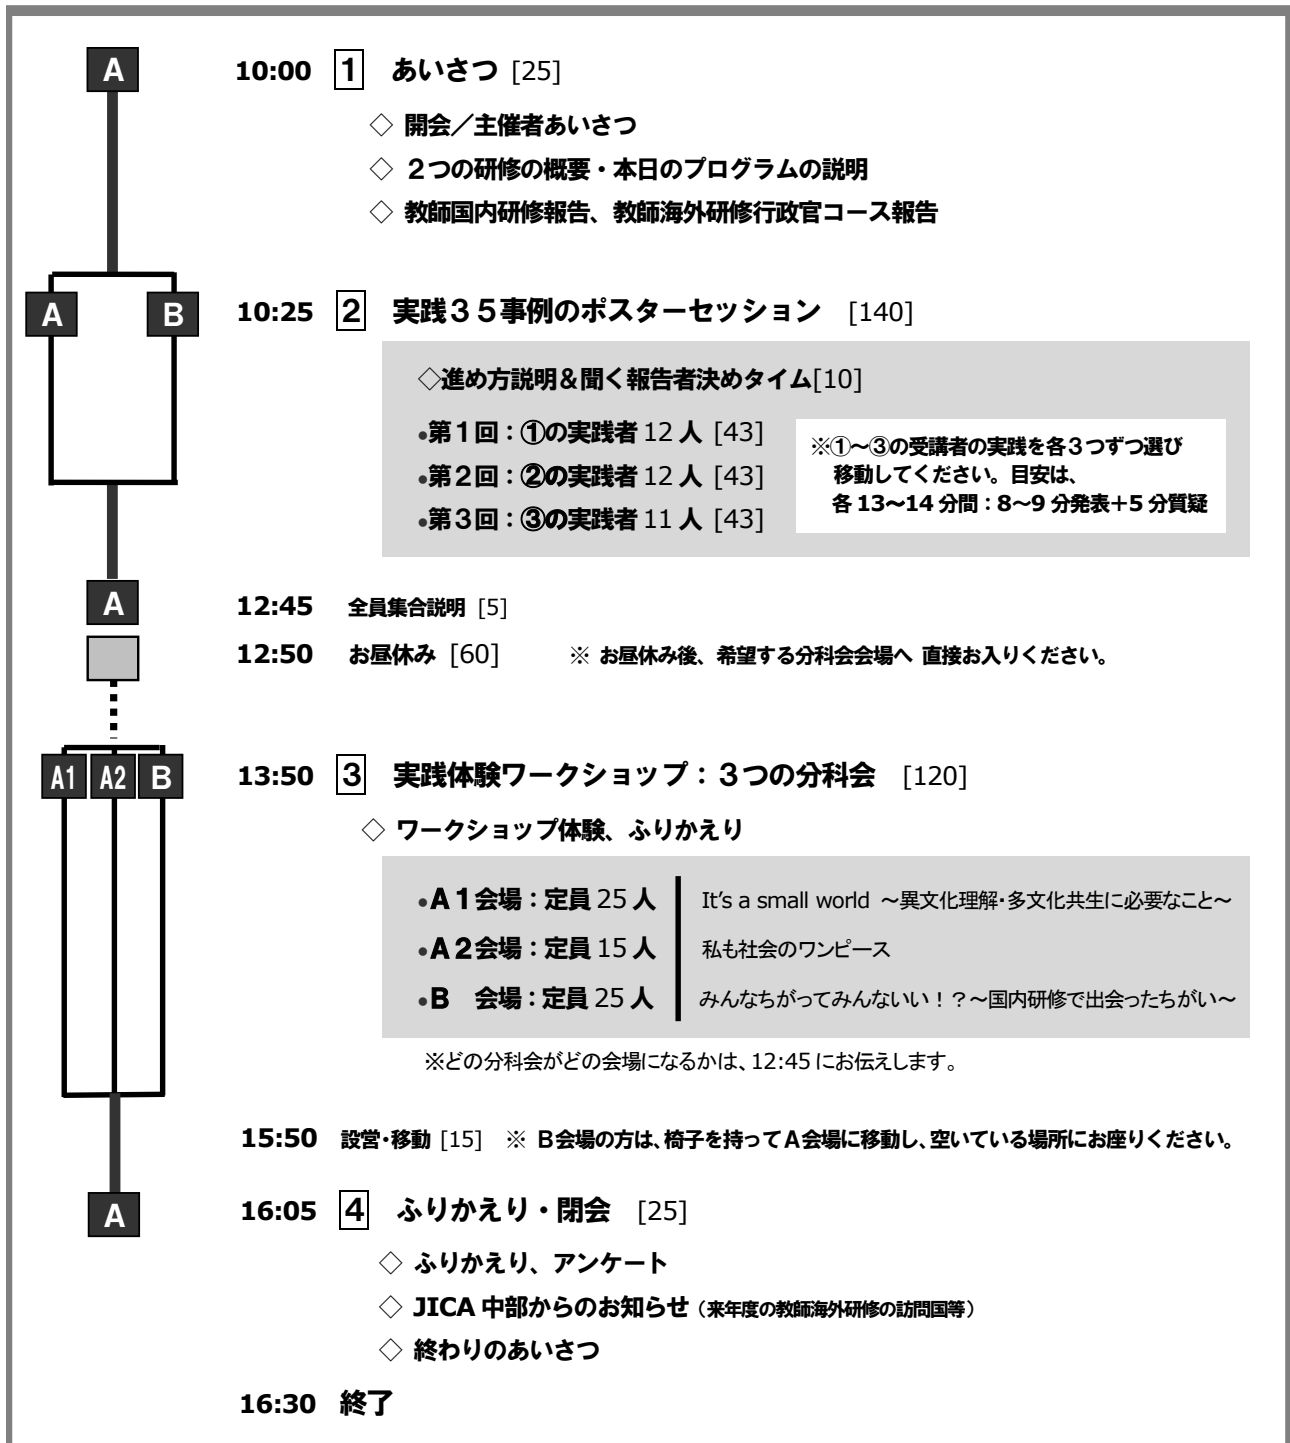 A
10:00 1 あいさつ [25]
◇ 開会／主催者あいさつ
◇ ２つの研修の概要・本日のプログラムの説明
◇ 教師国内研修報告、教師海外研修行政官コース報告
A B
10:25 2 実践３５事例のポスターセッション [140]
◇進め方説明＆聞く報告者決めタイム[10]
●第１回：①の実践者 12 人 [43]
●第２回：②の実践者 12 人 [43]
●第３回：③の実践者 11 人 [43]
※①～③の受講者の実践を各３つずつ選び
移動してください。目安は、
各 13～14 分間：8～9 分発表＋5 分質疑
A
12:45 全員集合説明 [5]
12:50 お昼休み [60] ※ お昼休み後、希望する分科会会場へ 直接お入りください。
A1 A2 B
13:50 3 実践体験ワークショップ：３つの分科会 [120]
◇ ワークショップ体験、ふりかえり
●Ａ１会場：定員 25 人 It's a small world ～異文化理解・多文化共生に必要なこと～
●Ａ２会場：定員 15 人 私も社会のワンピース
●Ｂ 会場：定員 25 人 みんなちがってみんないい！？～国内研修で出会ったちがい～
※どの分科会がどの会場になるかは、12:45 にお伝えします。
15:50 設営・移動 [15] ※ Ｂ会場の方は、椅子を持ってＡ会場に移動し、空いている場所にお座りください。
A
16:05 4 ふりかえり・閉会 [25]
◇ ふりかえり、アンケート
◇ JICA 中部からのお知らせ（来年度の教師海外研修の訪問国等）
◇ 終わりのあいさつ
16:30 終了